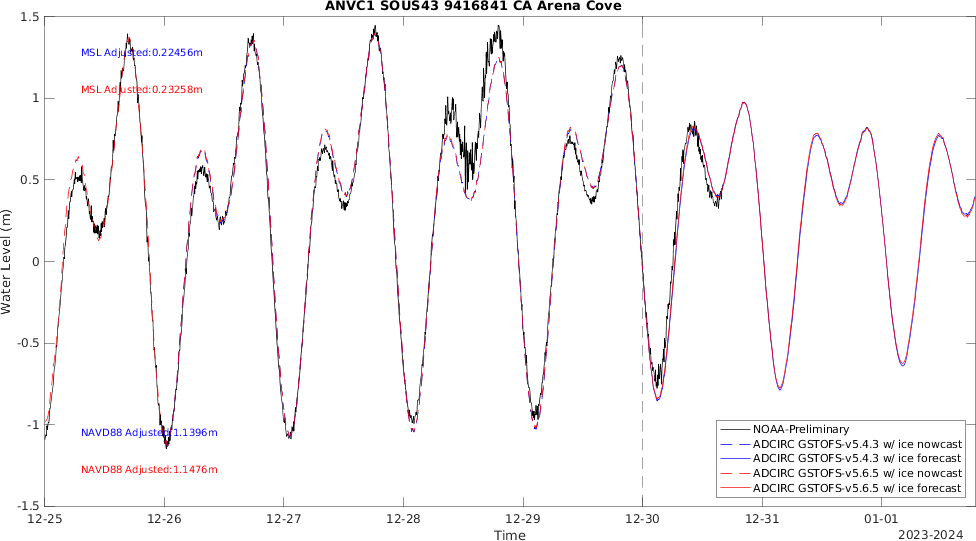 ANVC1 SOUS43 9416841 CA Arena Cove
1.5
1
0.5
0
-0.5
-1
-1.5
Water Level (m)
MSL Adjusted:0.22456m
MSL Adjusted:0.23258m
NAVD88 Adjusted:1.1396m
NAVD88 Adjusted:1.1476m
NOAA-Preliminary
ADCIRC GSTOFS-v5.4.3 w/ ice nowcast
ADCIRC GSTOFS-v5.4.3 w/ ice forecast
ADCIRC GSTOFS-v5.6.5 w/ ice nowcast
ADCIRC GSTOFS-v5.6.5 w/ ice forecast
12-25 12-26 12-27 12-28 12-29 12-30 12-31 01-01
Time
2023-2024